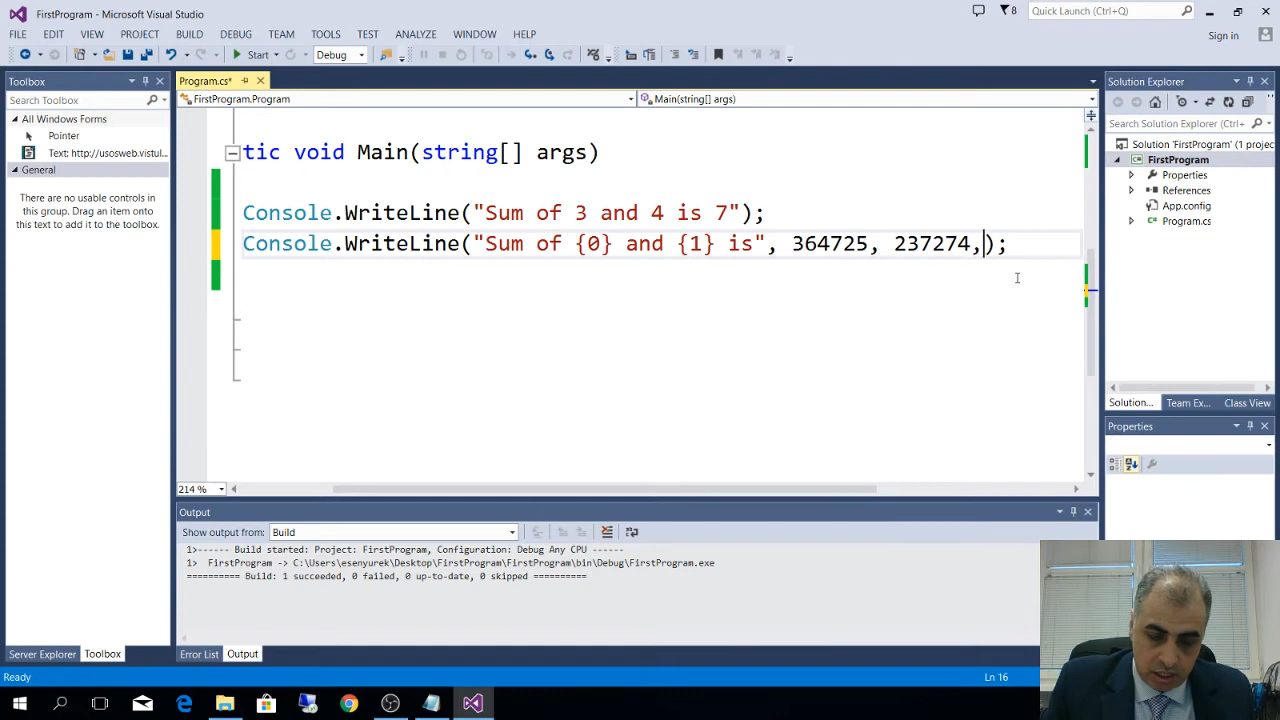 FirstProgram - Microsoft Visual Studio
8
Quick Launch (Ctrl+Q)
FILE EDIT VIEW PROJECT BUILD DEBUG TEAM TOOLS TEST ANALYZE WINDOW HELP
Sign in
Start Debug
Toolbox
Program.cs*
Solution Explorer
Search Toolbox
FirstProgram.Program
Main(string[] args)
All Windows Forms
Pointer
Text: http://usosweb.vistul...
General
There are no usable controls in
this group. Drag an item onto
this text to add it to the toolbox.
tic void Main(string[] args)
Console.WriteLine("Sum of 3 and 4 is 7");
Console.WriteLine("Sum of {0} and {1} is", 364725, 237274,);
Search Solution Explorer (Ctrl+
Solution 'FirstProgram' (1 projec
FirstProgram
Properties
References
App.config
Program.cs
Solution... Team Ex... Class View
Properties
214 %
Output
Show output from: Build
1>------ Build started: Project: FirstProgram, Configuration: Debug Any CPU ------
1> FirstProgram -> C:\Users\esenyurek\Desktop\FirstProgram\FirstProgram\bin\Debug\FirstProgram.exe
========== Build: 1 succeeded, 0 failed, 0 up-to-date, 0 skipped ==========
Server Explorer Toolbox
Error List Output
Ready
Ln 16